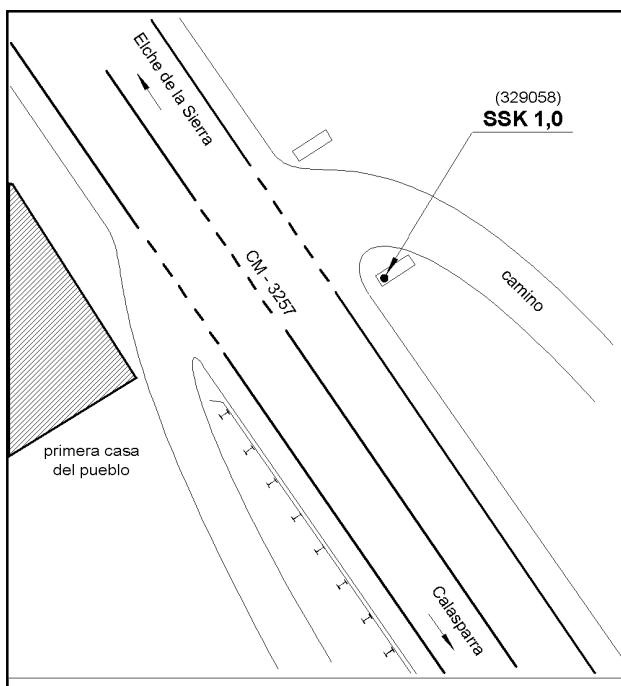 Elche de la Sierra
(329058)
SSK 1,0
CM - 3257
camino
primera casa
del pueblo
Calasparra